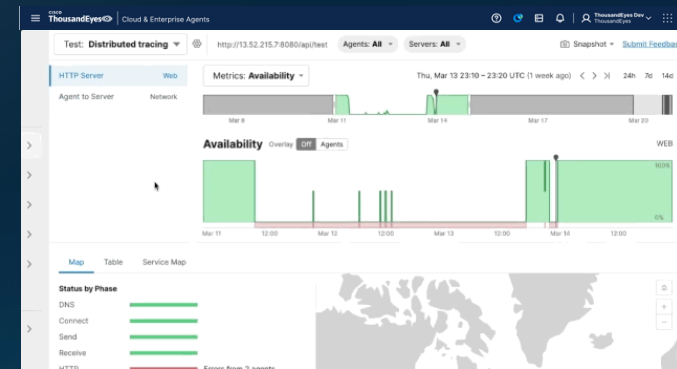 CISCO
ThousandEyes Cloud & Enterprise Agents ThousandEyes Dev
ThousandEyes
Test: Distributed tracing http://13.52.215.7:8080/api/test Agents: All Servers: All Snapshot Submit Feedback
HTTP Server Web
Agent to Server Network
Metrics: Availability Thu, Mar 13 23:10 – 23:20 UTC (1 week ago) 24h 7d 14d
Mar 8 Mar 11 Mar 14 Mar 17 Mar 20
Availability Overlay Off Agents WEB
100%
0%
Mar 11 12:00 Mar 12 12:00 Mar 13 12:00 Mar 14 12:00
Map Table Service Map
Status by Phase
DNS
Connect
Send
Receive
HTTP Errors from 2 agents